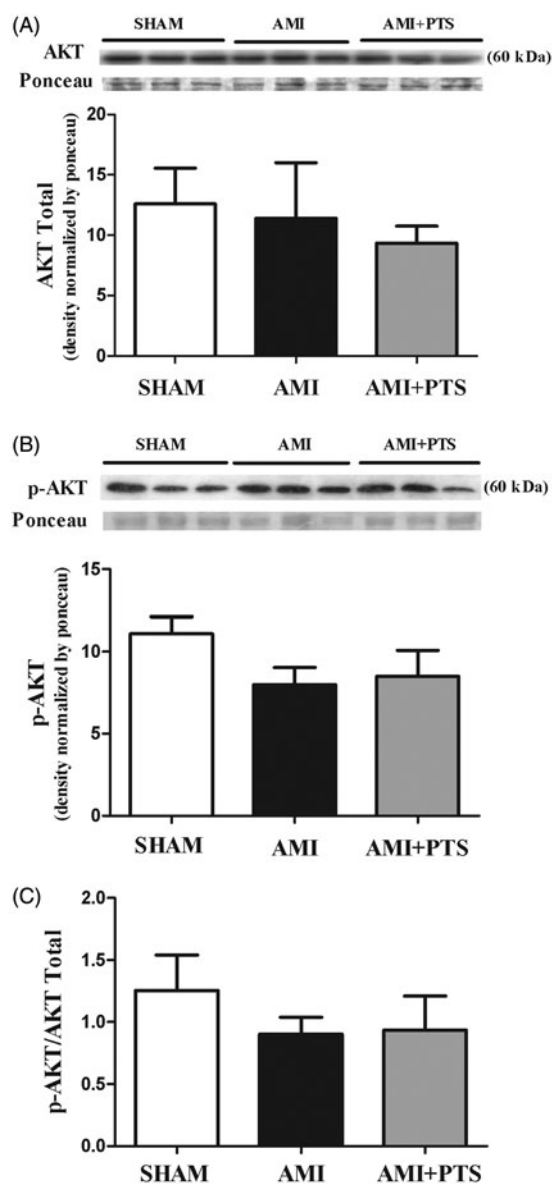 (A)
SHAM AMI AMI+PTS
AKT (60 kDa)
Ponceau
AKT Total
(density normalized by ponceau)
20
15
10
5
0
SHAM AMI AMI+PTS
(B)
SHAM AMI AMI+PTS
p-AKT (60 kDa)
Ponceau
p-AKT
(density normalized by ponceau)
15
10
5
0
SHAM AMI AMI+PTS
(C)
p-AKT/AKT Total
2.0
1.5
1.0
0.5
0.0
SHAM AMI AMI+PTS